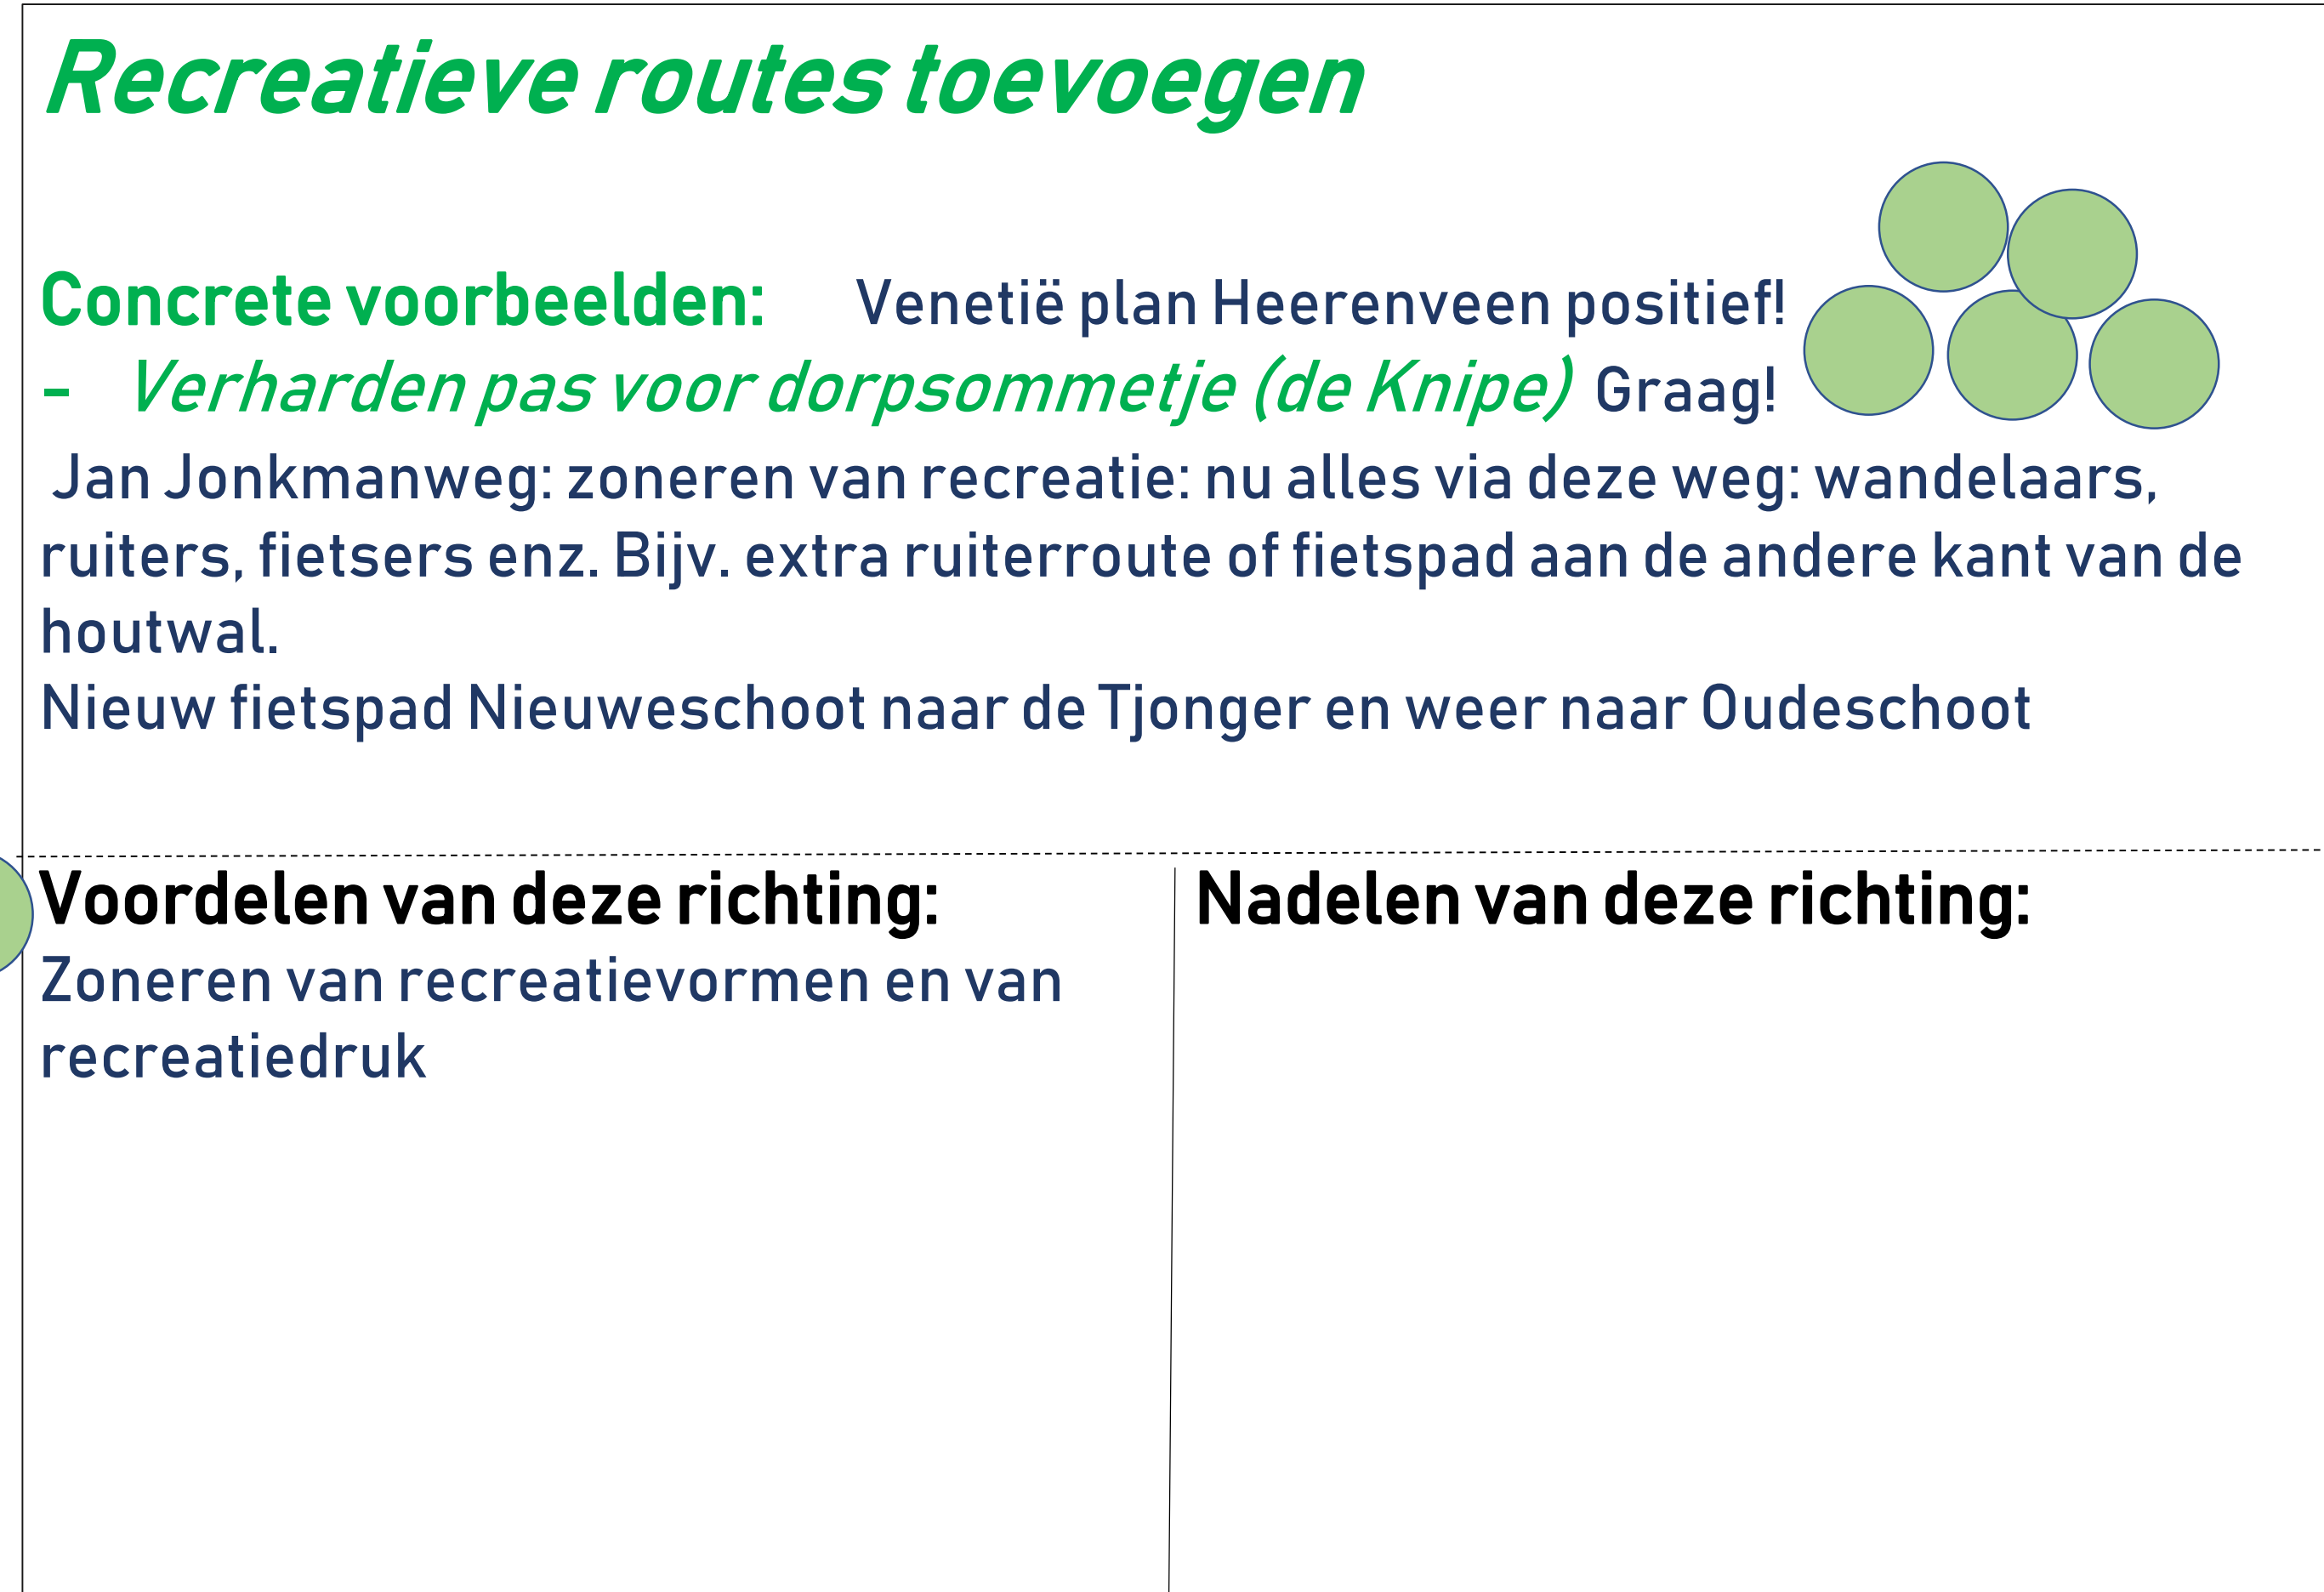 Recreatieve routes toevoegen
Concrete voorbeelden: Venetië plan Heerenveen positief!
- Verharden pas voor dorpsommetje (de Knipe) Graag!
Jan Jonkmanweg: zoneren van recreatie: nu alles via deze weg: wandelaars,
ruiters, fietsers enz. Bijv. extra ruiterroute of fietspad aan de andere kant van de
houtwal.
Nieuw fietspad Nieuweschoot naar de Tjonger en weer naar Oudeschoot
Voordelen van deze richting:
Zoneren van recreatievormen en van
recreatiedruk
Nadelen van deze richting: